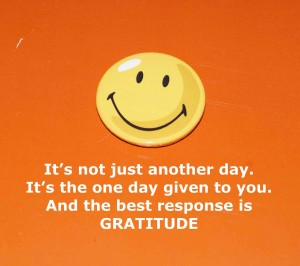 It's not just another day.
It's the one day given to you.
And the best response is
GRATITUDE